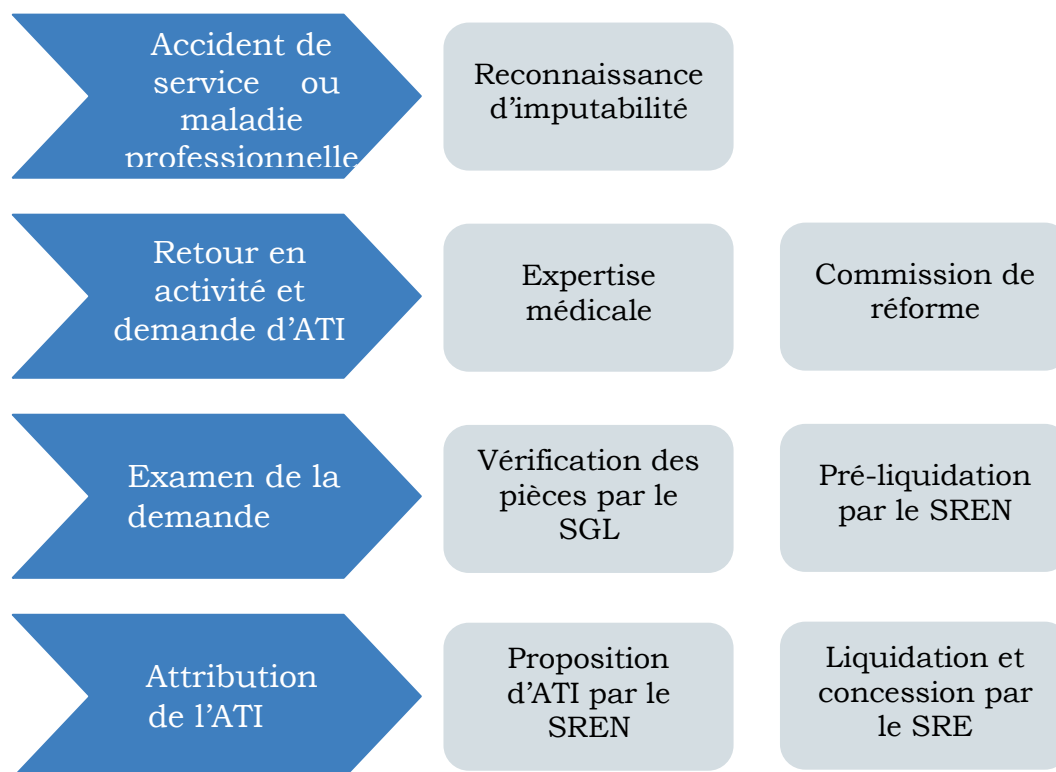 Accident de
service ou
maladie
professionnelle
Reconnaissance
d’imputabilité
Retour en
activité et
demande d’ATI
Expertise
médicale
Commission de
réforme
Examen de la
demande
Vérification des
pièces par le
SGL
Pré-liquidation
par le SREN
Attribution
de l’ATI
Proposition
d’ATI par le
SREN
Liquidation et
concession par
le SRE